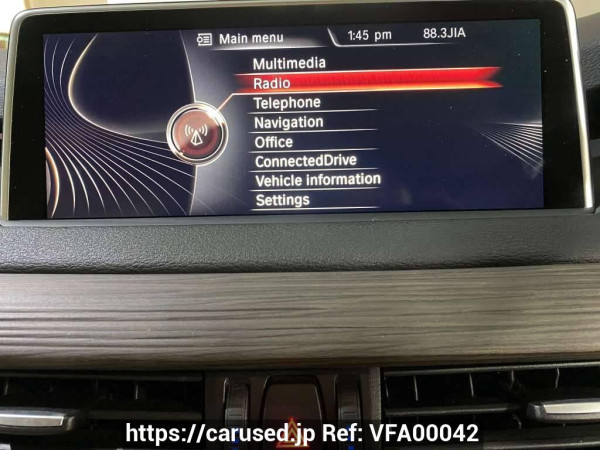 Main menu 1:45 pm 88.3JIA
Multimedia
Radio
Telephone
Navigation
Office
ConnectedDrive
Vehicle information
Settings
https://carused.jp Ref: VFA00042